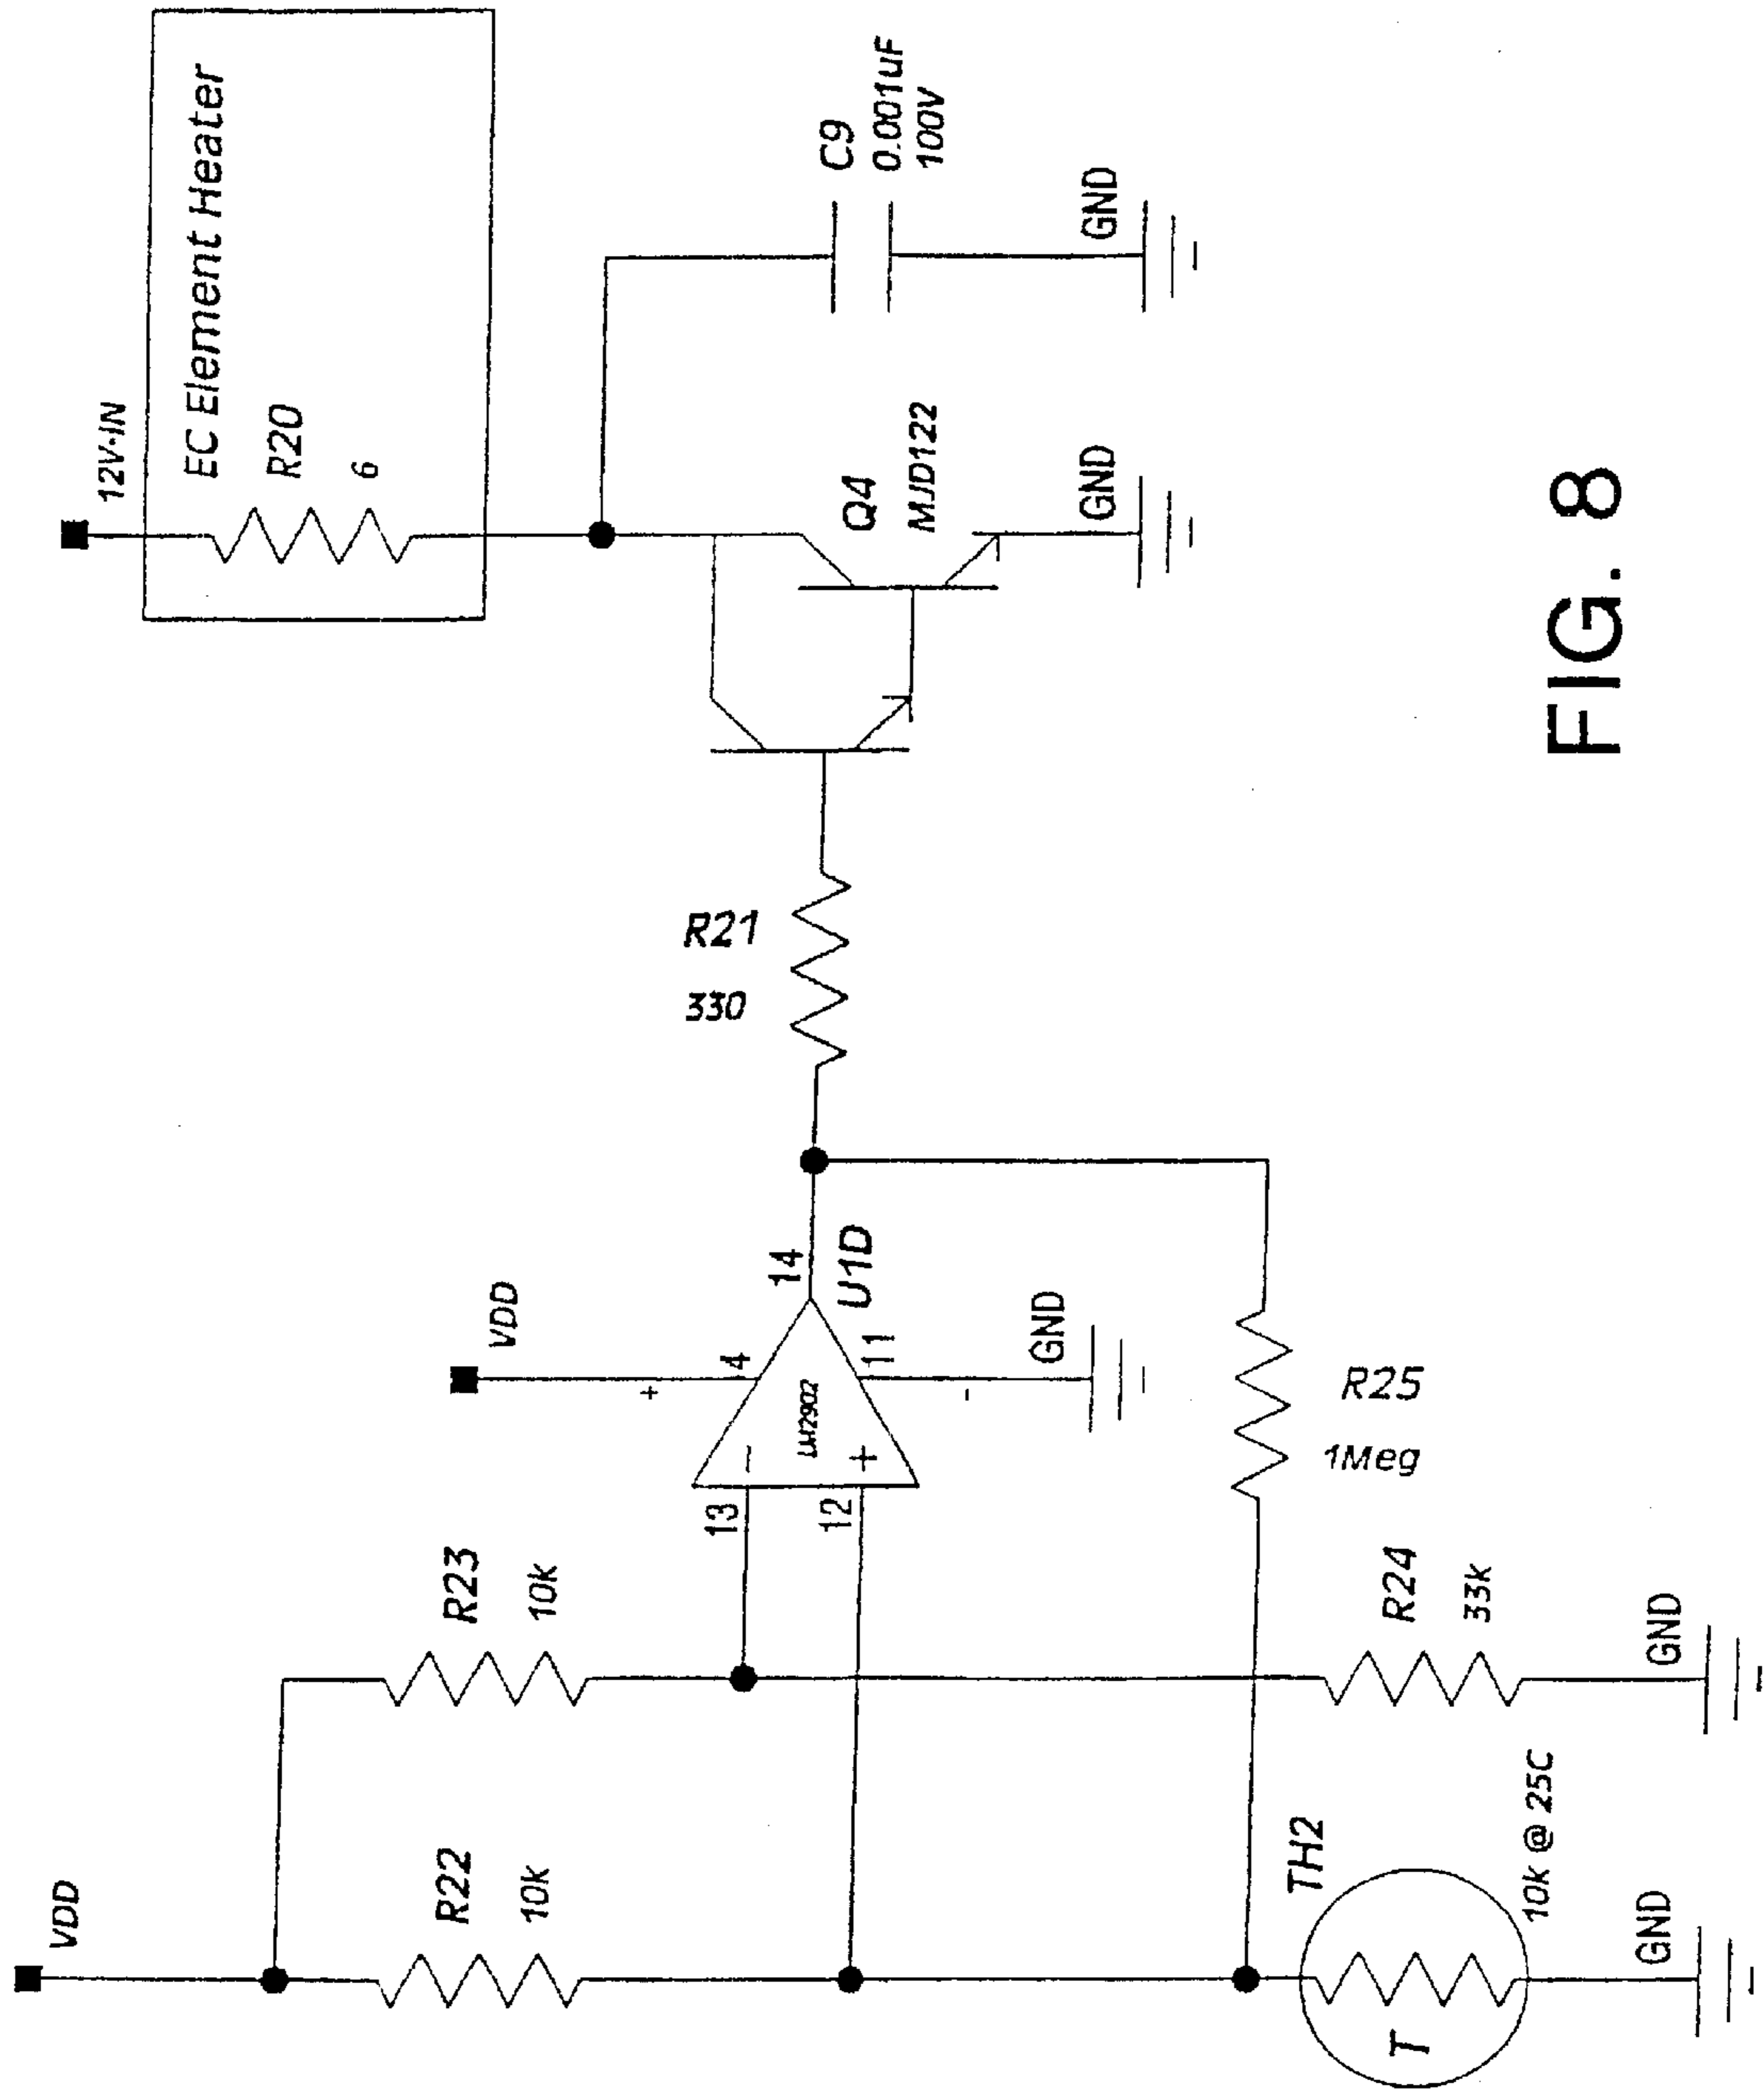 VDD
R22
10k
R23
10k
VDD
+
4
13
-
LM2902
14
12
+
11
U1D
-
GND
R21
330
12V-IN
EC Element Heater
R20
6
Q4
MJD122
GND
C9
0.001uF
100V
GND
R25
1Meg
TH2
T
10k @ 25C
GND
R24
33k
GND
FIG. 8